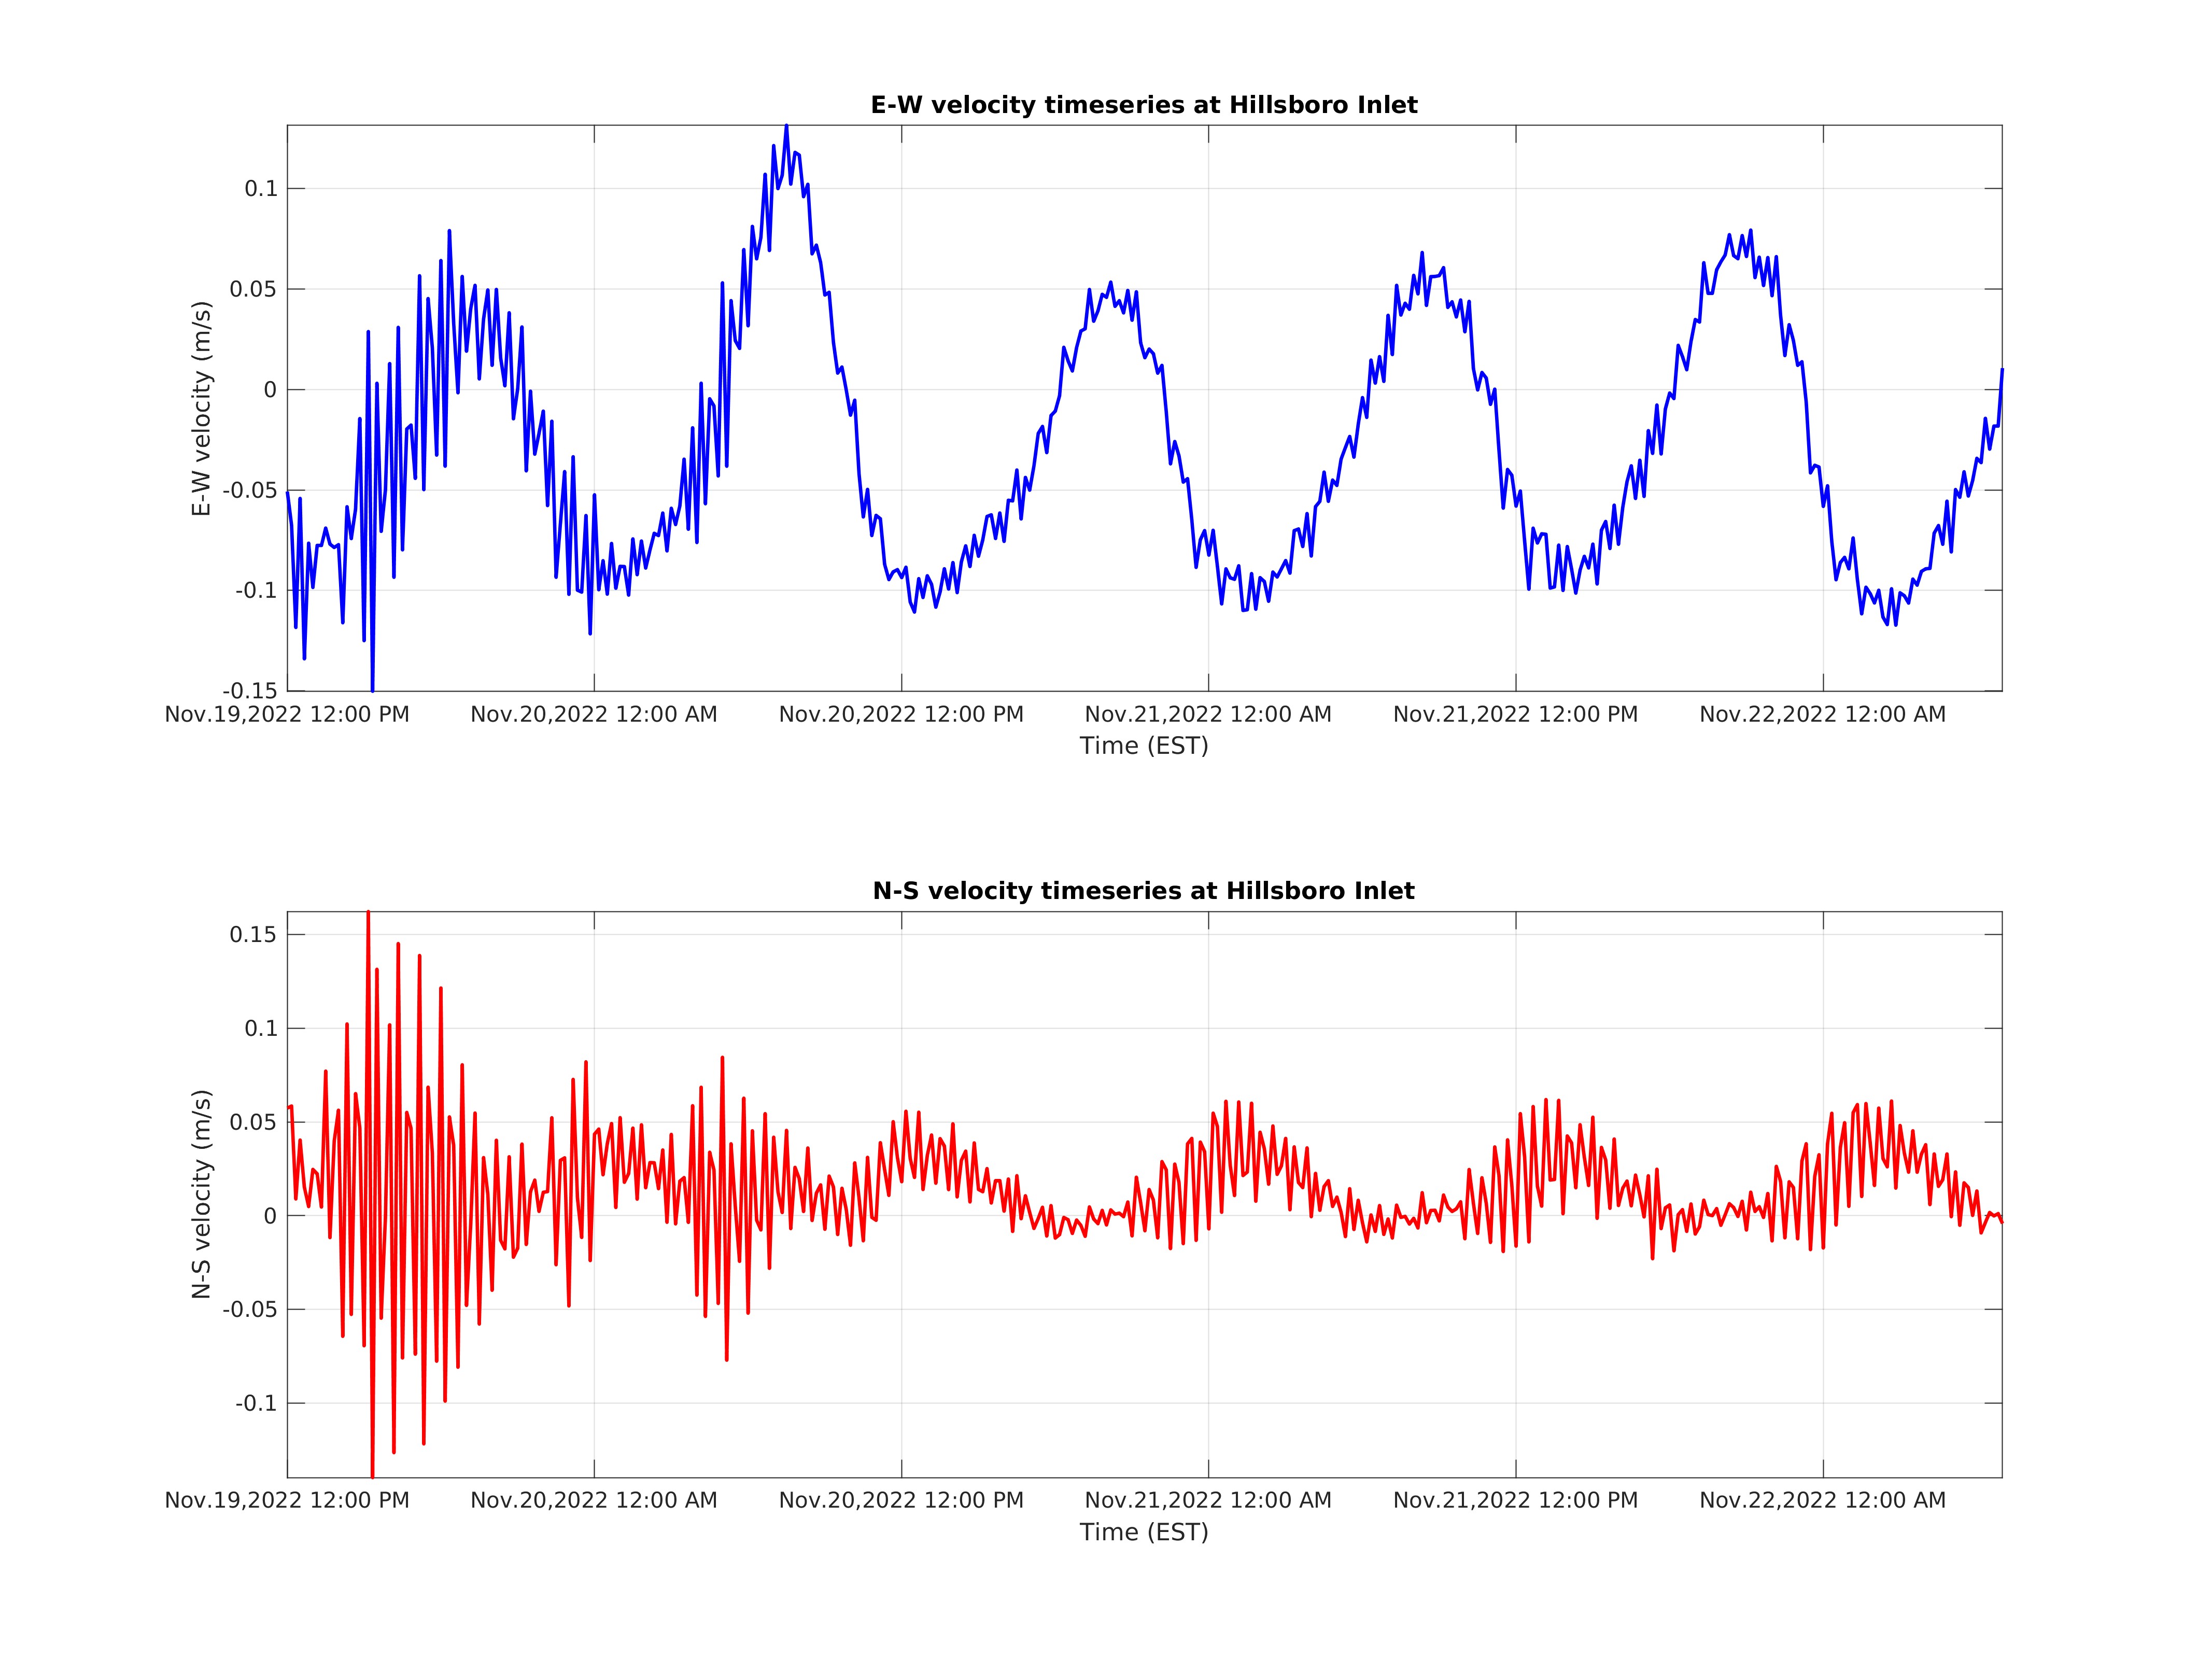 E-W velocity timeseries at Hillsboro Inlet
E-W velocity (m/s)
0.1
0.05
0
-0.05
-0.1
-0.15
Nov.19,2022 12:00 PM Nov.20,2022 12:00 AM Nov.20,2022 12:00 PM Nov.21,2022 12:00 AM Nov.21,2022 12:00 PM Nov.22,2022 12:00 AM
Time (EST)
N-S velocity timeseries at Hillsboro Inlet
N-S velocity (m/s)
0.15
0.1
0.05
0
-0.05
-0.1
Nov.19,2022 12:00 PM Nov.20,2022 12:00 AM Nov.20,2022 12:00 PM Nov.21,2022 12:00 AM Nov.21,2022 12:00 PM Nov.22,2022 12:00 AM
Time (EST)